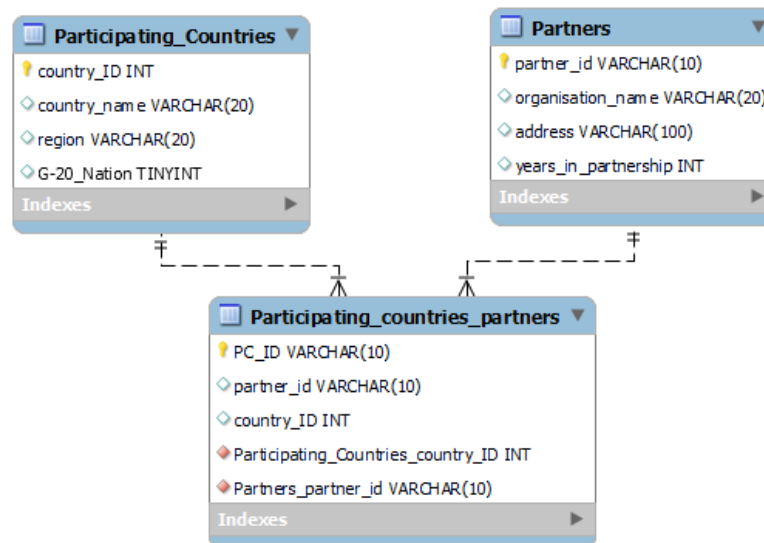 Participating_Countries
country_ID INT
country_name VARCHAR(20)
region VARCHAR(20)
G-20_Nation TINYINT
Indexes
Partners
partner_id VARCHAR(10)
organisation_name VARCHAR(20)
address VARCHAR(100)
years_in_partnership INT
Indexes
Participating_countries_partners
PC_ID VARCHAR(10)
partner_id VARCHAR(10)
country_ID INT
Participating_Countries_country_ID INT
Partners_partner_id VARCHAR(10)
Indexes